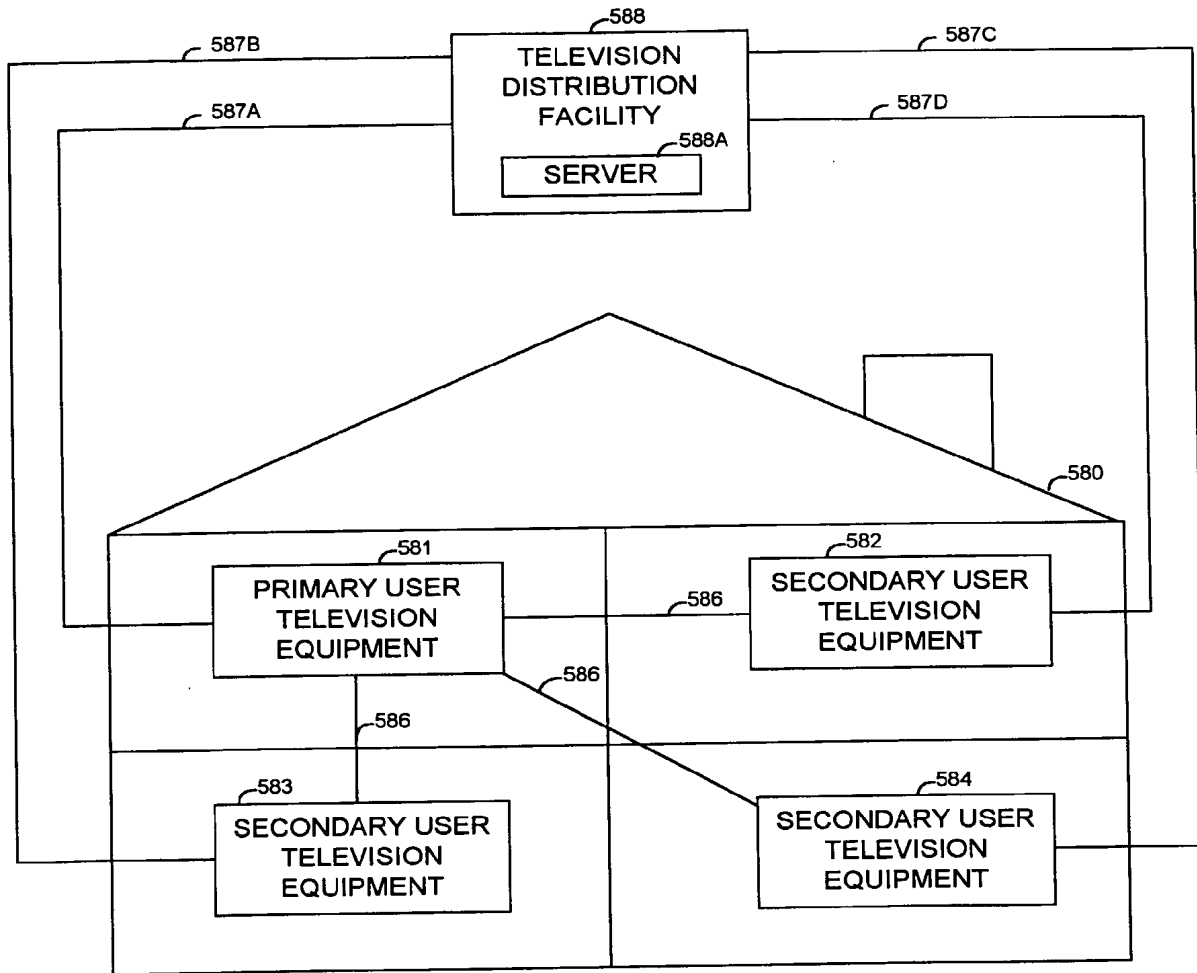 588
587B
587C
TELEVISION
DISTRIBUTION
FACILITY
587A
587D
588A
SERVER
580
581
582
PRIMARY USER
TELEVISION
EQUIPMENT
586
SECONDARY USER
TELEVISION
EQUIPMENT
586
586
583
584
SECONDARY USER
TELEVISION
EQUIPMENT
SECONDARY USER
TELEVISION
EQUIPMENT